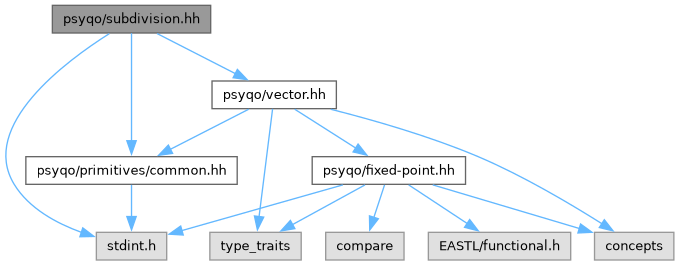 psyqo/subdivision.hh
psyqo/vector.hh
psyqo/primitives/common.hh
psyqo/fixed-point.hh
stdint.h
type_traits
compare
EASTL/functional.h
concepts